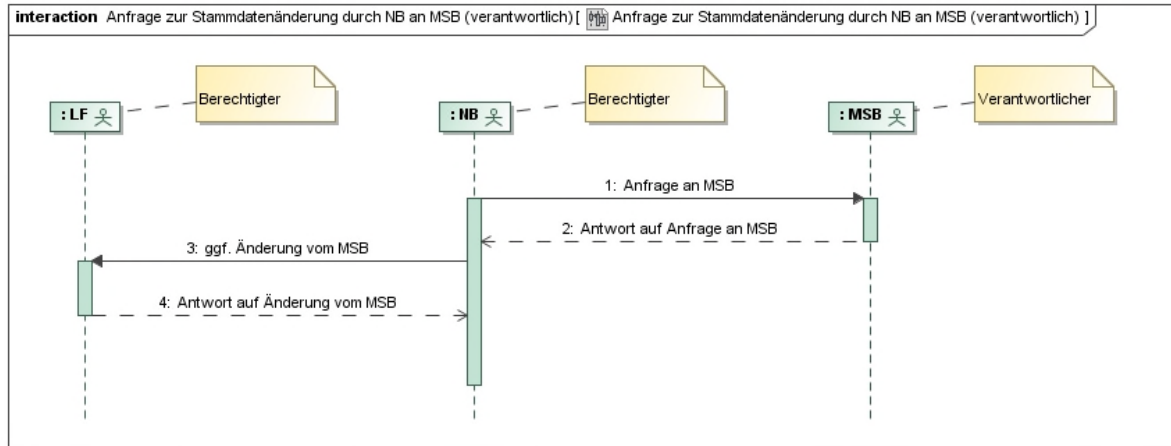 interaction Anfrage zur Stammdatenänderung durch NB an MSB (verantwortlich)[ Anfrage zur Stammdatenänderung durch NB an MSB (verantwortlich) ]
Berechtigter
Berechtigter
Verantwortlicher
: LF
: NB
: MSB
1: Anfrage an MSB
2: Antwort auf Anfrage an MSB
3: ggf. Änderung vom MSB
4: Antwort auf Änderung vom MSB